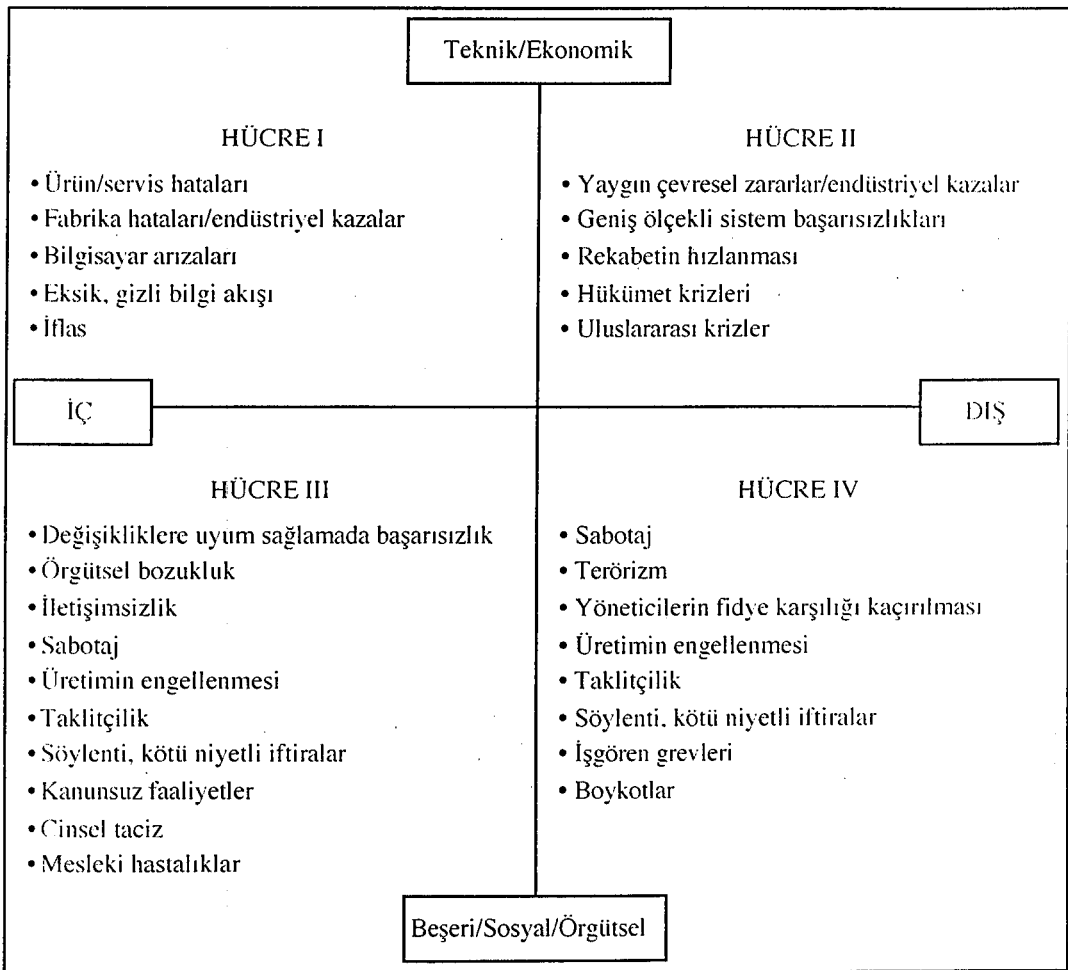 Teknik/Ekonomik
HÜCRE I
• Ürün/servis hataları
• Fabrika hataları/endüstriyel kazalar
• Bilgisayar arızaları
• Eksik, gizli bilgi akışı
• İflas
HÜCRE II
• Yaygın çevresel zararlar/endüstriyel kazalar
• Geniş ölçekli sistem başarısızlıkları
• Rekabetin hızlanması
• Hükümet krizleri
• Uluslararası krizler
İÇ
DIŞ
HÜCRE III
• Değişikliklere uyum sağlamada başarısızlık
• Örgütsel bozukluk
• İletişimsizlik
• Sabotaj
• Üretimin engellenmesi
• Taklitçilik
• Söylenti, kötü niyetli iftiralar
• Kanunsuz faaliyetler
• Cinsel taciz
• Mesleki hastalıklar
HÜCRE IV
• Sabotaj
• Terörizm
• Yöneticilerin fidye karşılığı kaçırılması
• Üretimin engellenmesi
• Taklitçilik
• Söylenti, kötü niyetli iftiralar
• İşgören grevleri
• Boykotlar
Beşeri/Sosyal/Örgütsel